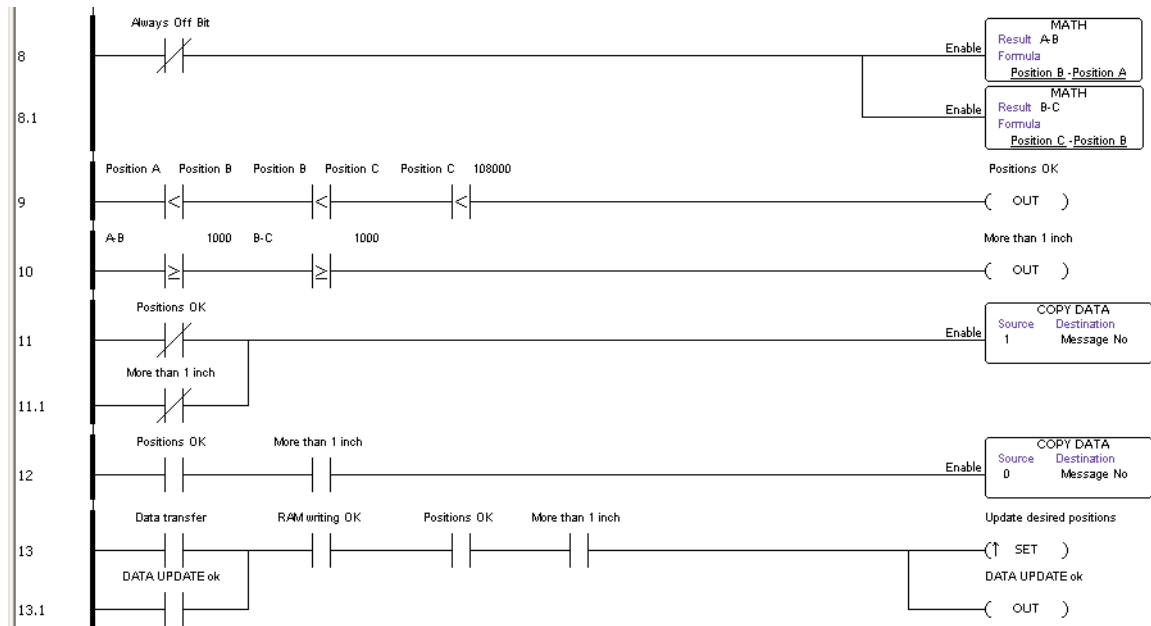 Always Off Bit
8
Enable
MATH
Result A-B
Formula
Position B - Position A
8.1
Enable
MATH
Result B-C
Formula
Position C - Position B
Position A Position B Position B Position C Position C 108000 Positions OK
9
< < < ( OUT )
A-B 1000 B-C 1000 More than 1 inch
10
≥ ≥ ( OUT )
Positions OK
11
Enable
COPY DATA
Source Destination
1 Message No
More than 1 inch
11.1
Positions OK More than 1 inch
12
Enable
COPY DATA
Source Destination
0 Message No
Data transfer RAM writing OK Positions OK More than 1 inch Update desired positions
13
(↑ SET )
DATA UPDATE ok DATA UPDATE ok
13.1
( OUT )